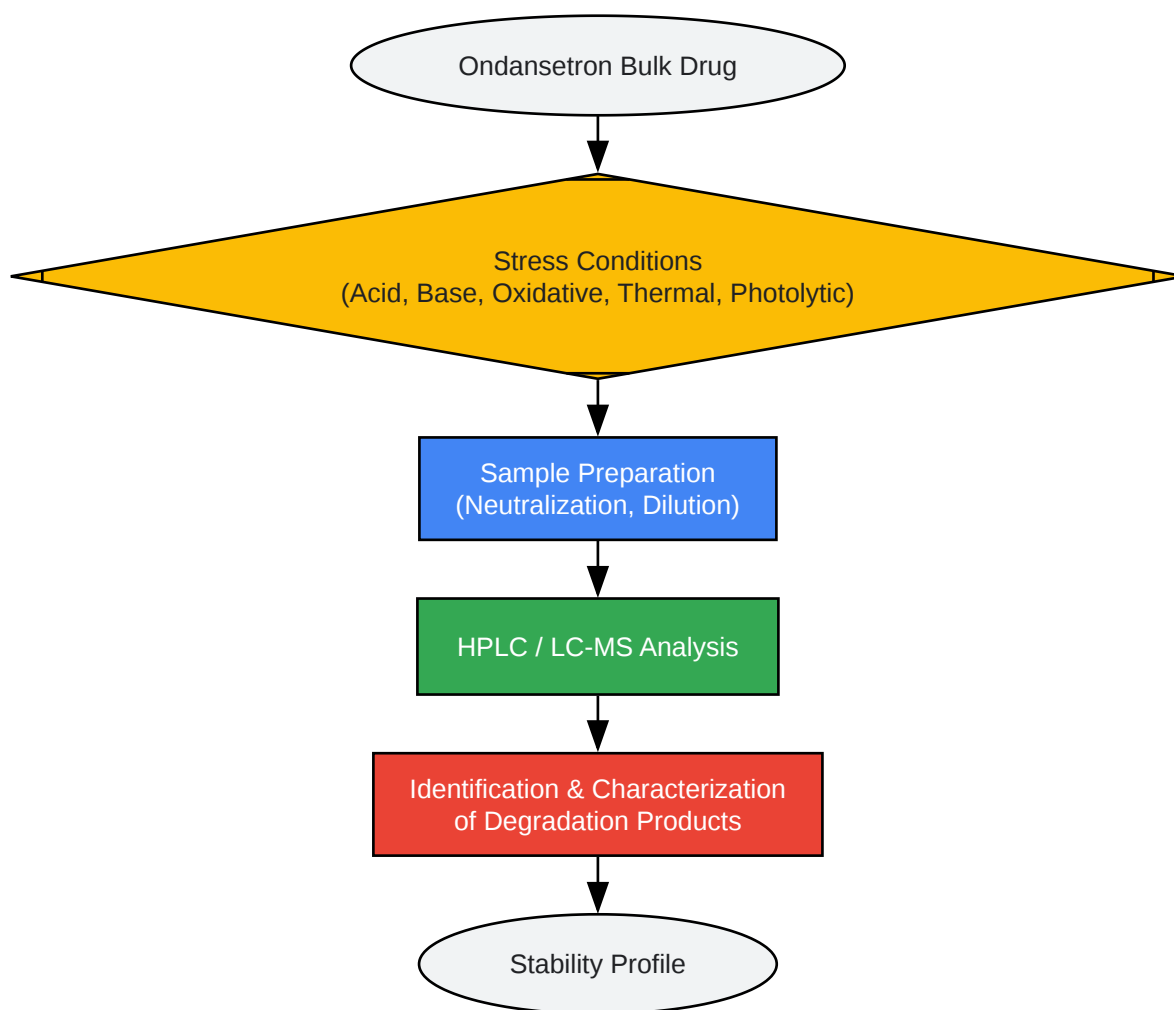 Ondansetron Bulk Drug
Stress Conditions
(Acid, Base, Oxidative, Thermal, Photolytic)
Sample Preparation
(Neutralization, Dilution)
HPLC / LC-MS Analysis
Identification & Characterization
of Degradation Products
Stability Profile